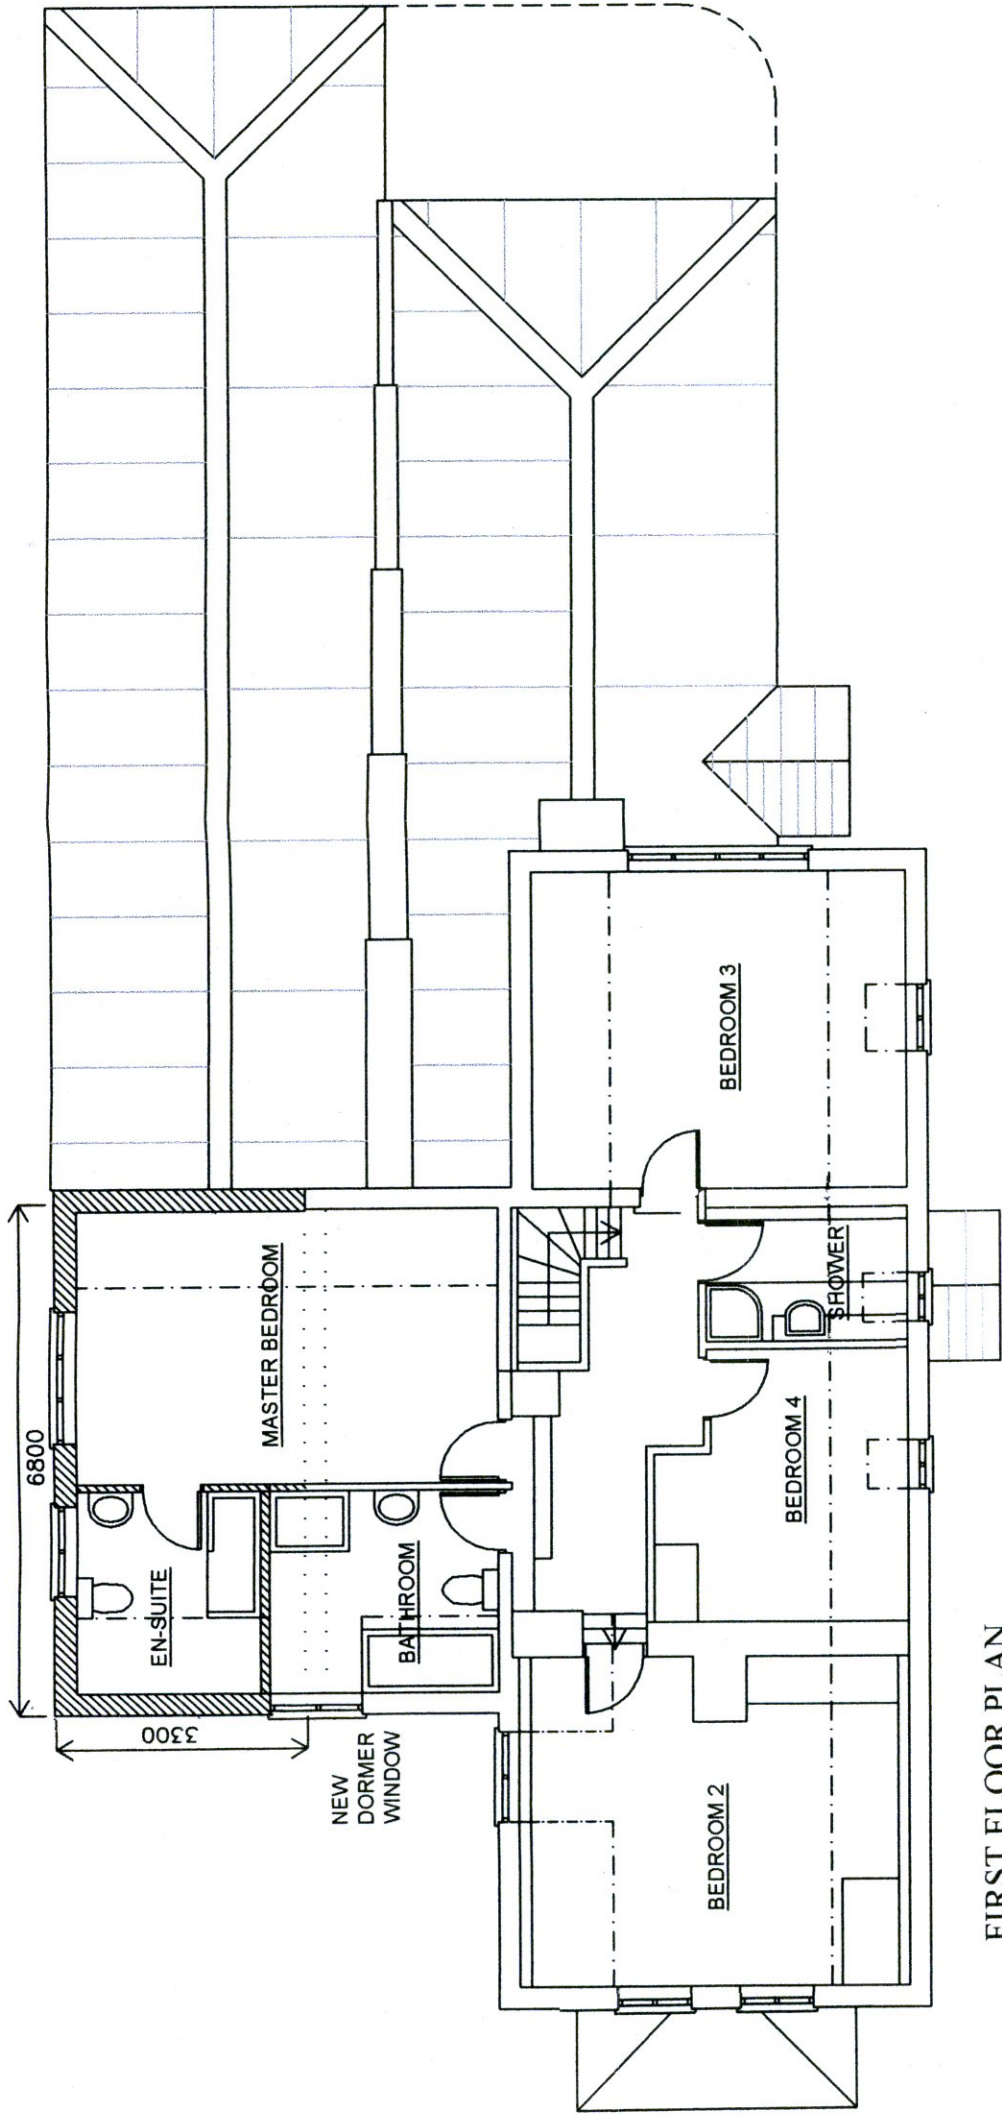 6800
3300
EN-SUITE
MASTER BEDROOM
NEW
DORMER
WINDOW
BATHROOM
BEDROOM 2
BEDROOM 4
SHOWER
BEDROOM 3
FIRST FLOOR PLAN